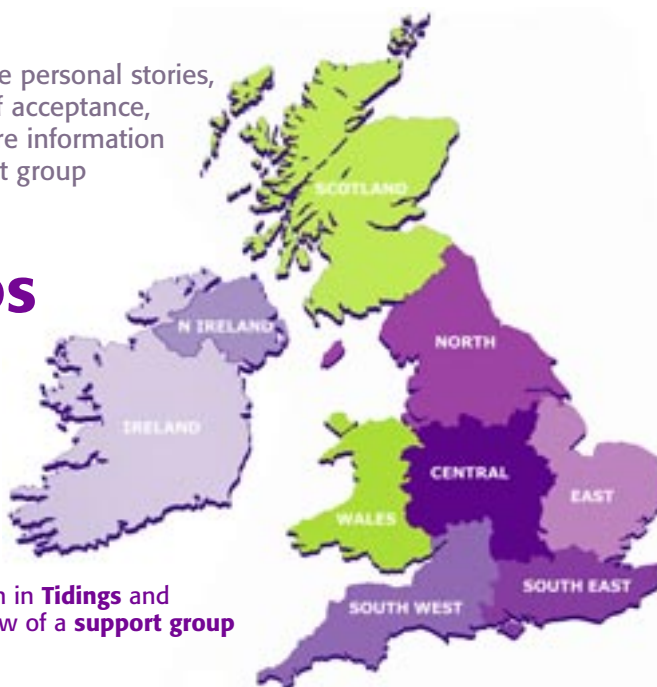 e personal stories,
f acceptance,
re information
t group
SCOTLAND
s
N IRELAND
NORTH
IRELAND
CENTRAL
EAST
WALES
SOUTH EAST
SOUTH WEST
n in Tidings and
w of a support group